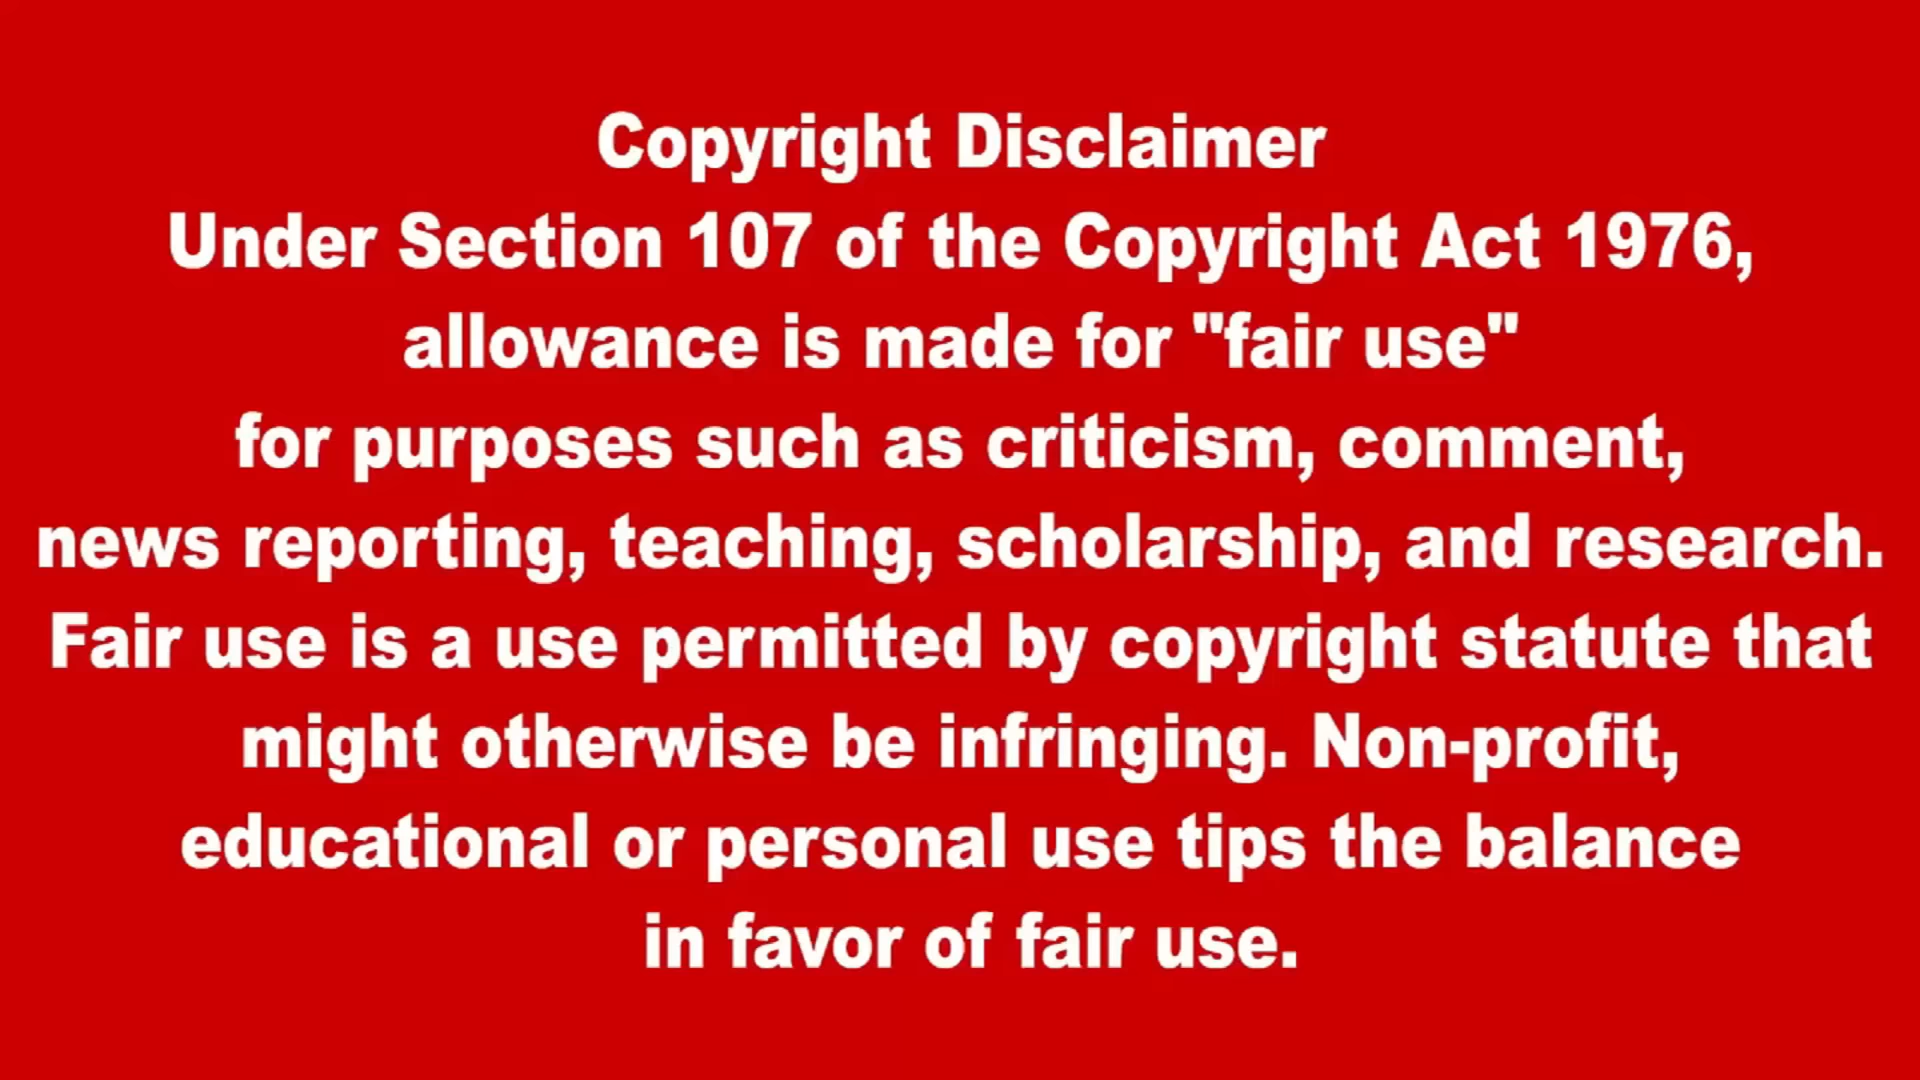 Copyright Disclaimer
Under Section 107 of the Copyright Act 1976,
allowance is made for "fair use"
for purposes such as criticism, comment,
news reporting, teaching, scholarship, and research.
Fair use is a use permitted by copyright statute that
might otherwise be infringing. Non-profit,
educational or personal use tips the balance
in favor of fair use.